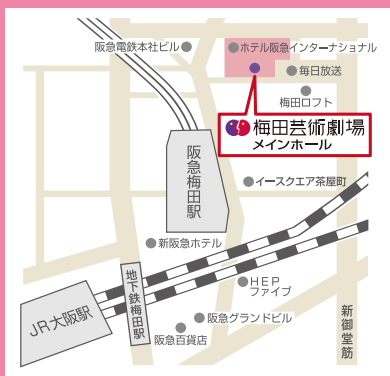 阪急電鉄本社ビル
ホテル阪急インターナショナル
毎日放送
梅田ロフト
梅田芸術劇場
メインホール
阪急梅田駅
イースクエア茶屋町
新阪急ホテル
地下鉄梅田駅
HEP
ファイブ
JR大阪駅
阪急グランドビル
阪急百貨店
新御堂筋